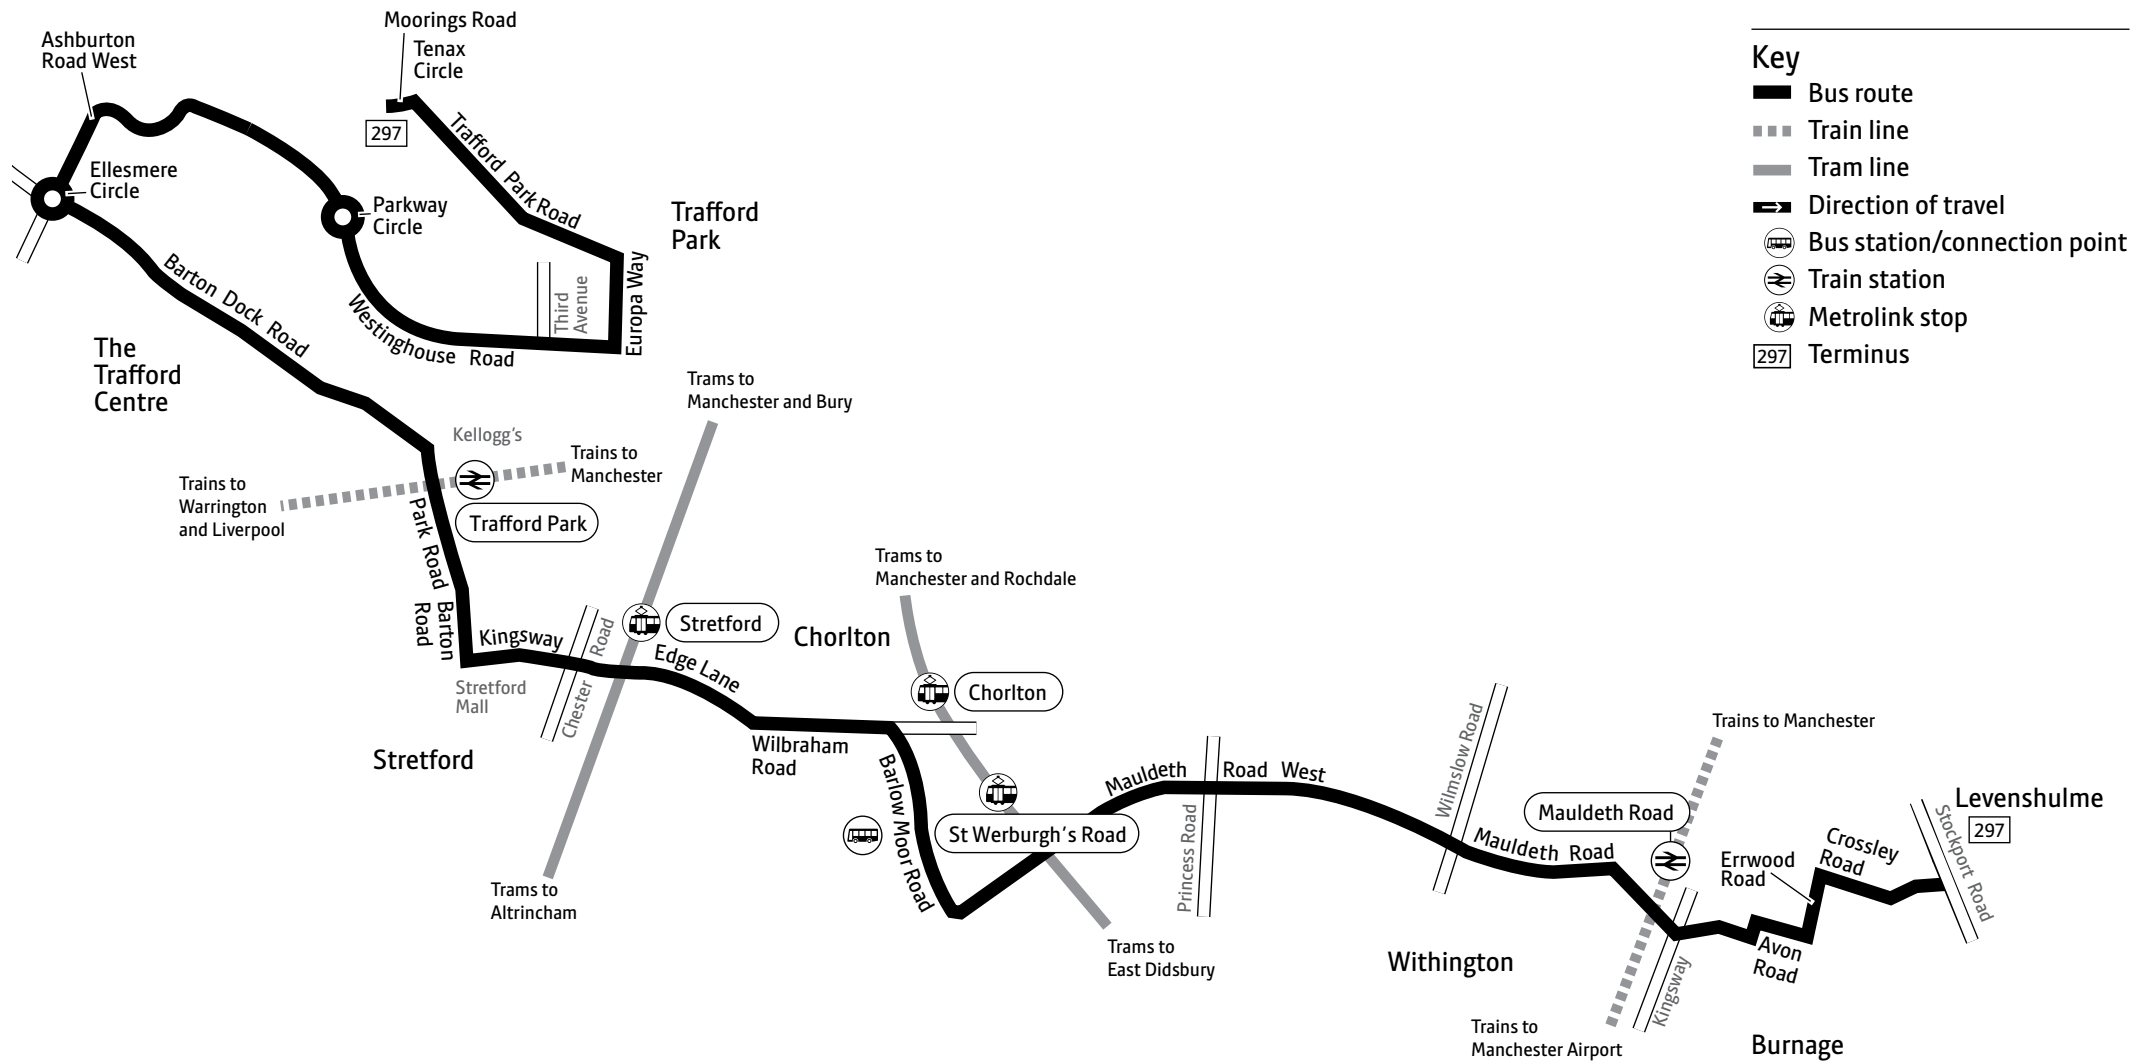 Moorings Road
Tenax
Circle
297
Ashburton
Road West
Ellesmere
Circle
Parkway
Circle
Trafford Park Road
Trafford
Park
Europa Way
Third
Avenue
Westinghouse Road
Barton Dock Road
The
Trafford
Centre
Kellogg's
Trains to
Manchester
Trains to
Warrington
and Liverpool
Trafford Park
Park Road
Barton
Road
Trams to
Manchester and Bury
Kingsway
Chester Road
Stretford
Stretford
Mall
Stretford
Edge Lane
Trams to
Altrincham
Chorlton
Trams to
Manchester and Rochdale
Chorlton
Wilbraham
Road
Barlow Moor Road
St Werburgh's Road
Trams to
East Didsbury
Mauldeth Road West
Princess Road
Wilmslow Road
Mauldeth Road
Withington
Mauldeth Road
Trains to Manchester
Trains to
Manchester Airport
Kingsway
Errwood
Road
Avon
Road
Crossley
Road
Burnage
Levenshulme
297
Stockport Road
Key
Bus route
Train line
Tram line
Direction of travel
Bus station/connection point
Train station
Metrolink stop
297 Terminus